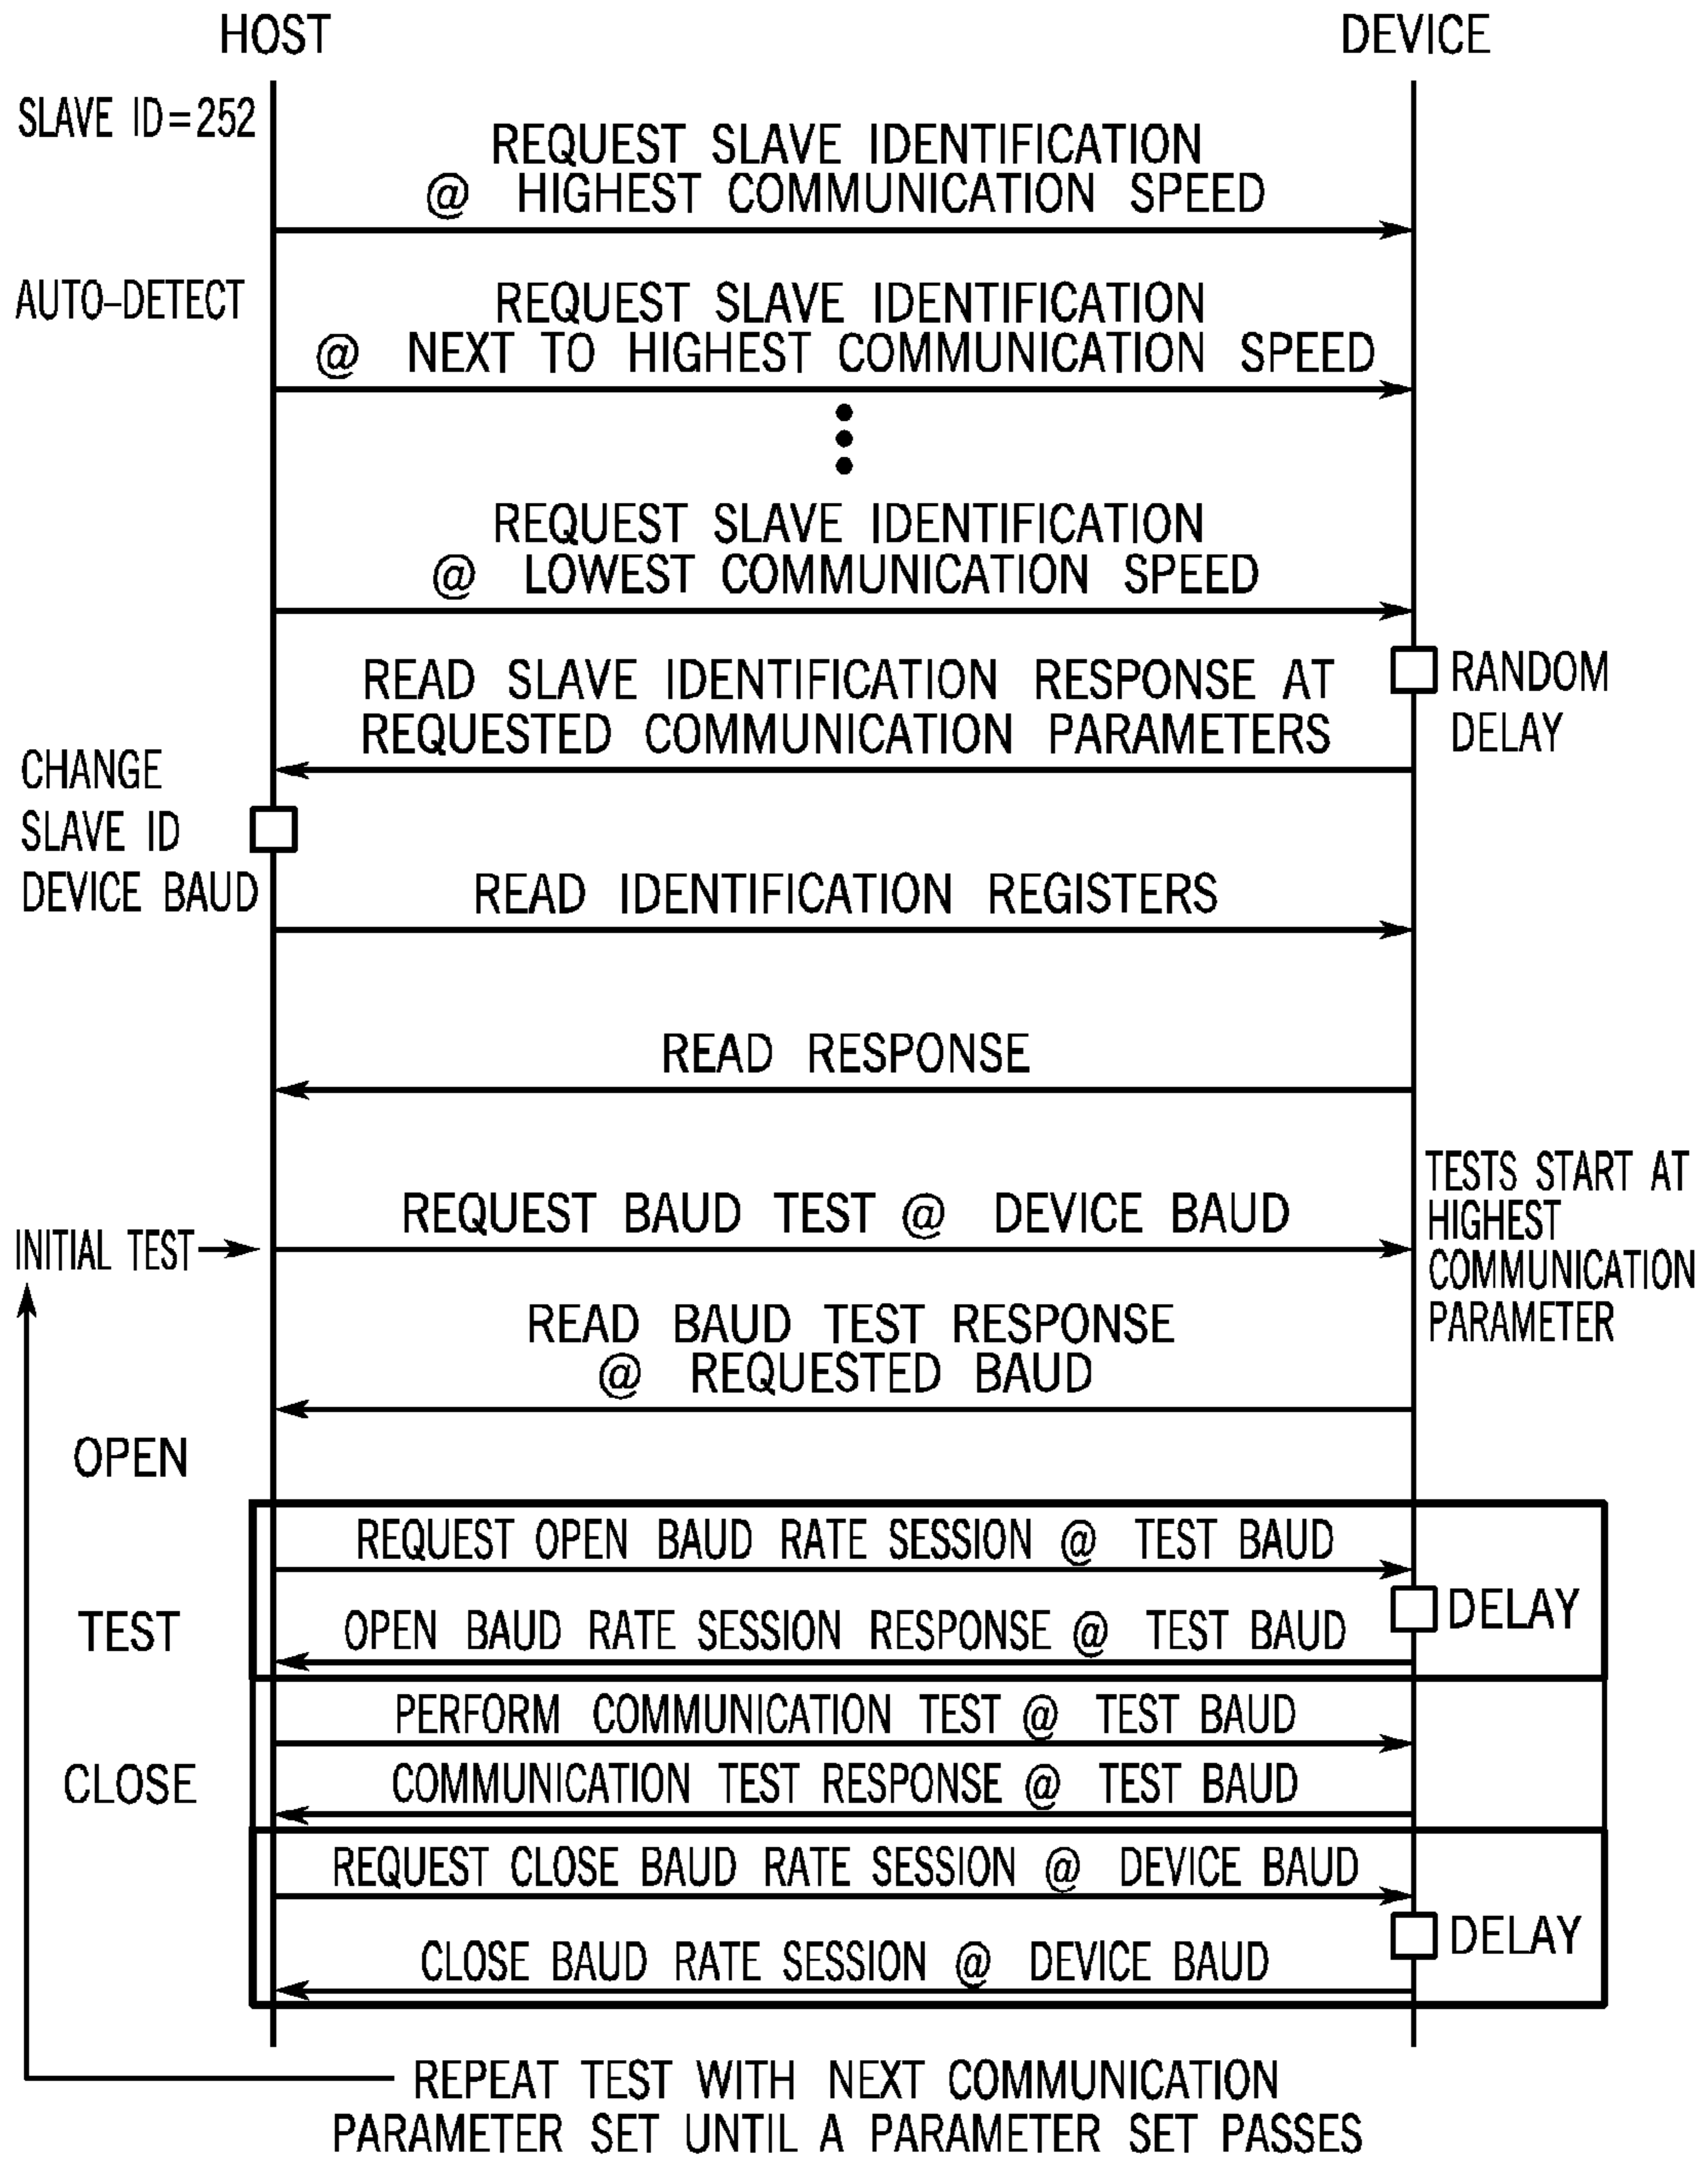 HOST
DEVICE
SLAVE ID=252
REQUEST SLAVE IDENTIFICATION
@ HIGHEST COMMUNICATION SPEED
AUTO-DETECT
REQUEST SLAVE IDENTIFICATION
@ NEXT TO HIGHEST COMMUNICATION SPEED
REQUEST SLAVE IDENTIFICATION
@ LOWEST COMMUNICATION SPEED
READ SLAVE IDENTIFICATION RESPONSE AT
REQUESTED COMMUNICATION PARAMETERS
RANDOM
DELAY
CHANGE
SLAVE ID
DEVICE BAUD
READ IDENTIFICATION REGISTERS
READ RESPONSE
TESTS START AT
HIGHEST
COMMUNICATION
PARAMETER
REQUEST BAUD TEST @ DEVICE BAUD
INITIAL TEST
READ BAUD TEST RESPONSE
@ REQUESTED BAUD
OPEN
REQUEST OPEN BAUD RATE SESSION @ TEST BAUD
DELAY
TEST
OPEN BAUD RATE SESSION RESPONSE @ TEST BAUD
PERFORM COMMUNICATION TEST @ TEST BAUD
CLOSE
COMMUNICATION TEST RESPONSE @ TEST BAUD
REQUEST CLOSE BAUD RATE SESSION @ DEVICE BAUD
DELAY
CLOSE BAUD RATE SESSION @ DEVICE BAUD
REPEAT TEST WITH NEXT COMMUNICATION
PARAMETER SET UNTIL A PARAMETER SET PASSES